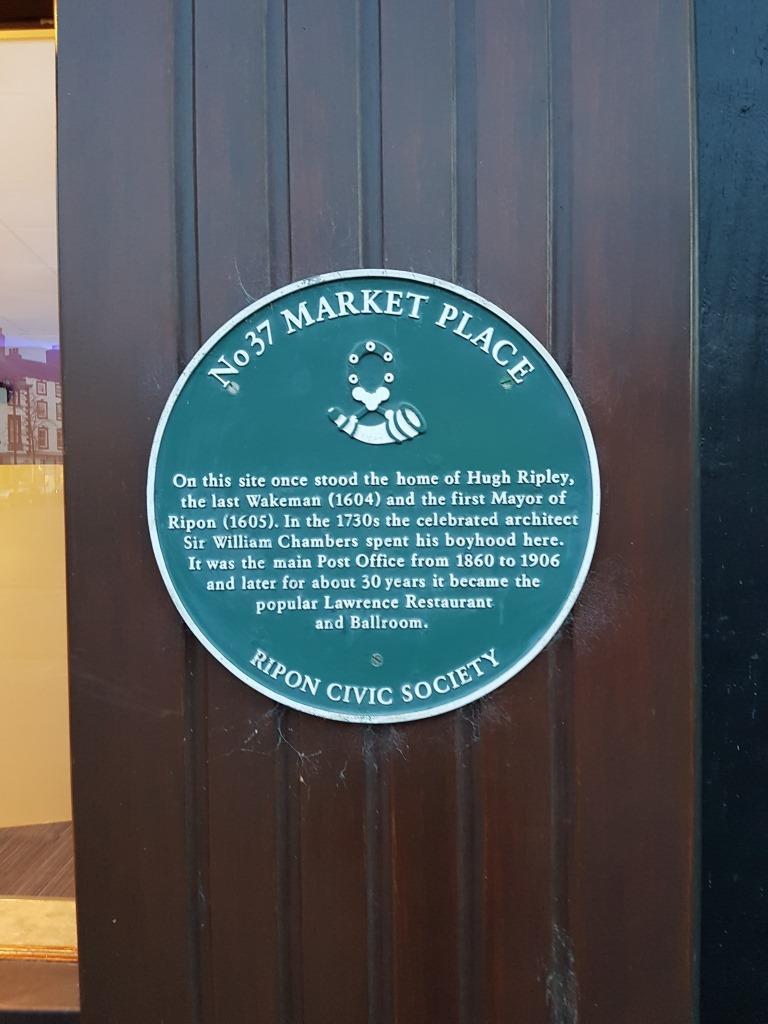 No 37 MARKET PLACE
On this site once stood the home of Hugh Ripley,
the last Wakeman (1604) and the first Mayor of
Ripon (1605). In the 1730s the celebrated architect
Sir William Chambers spent his boyhood here.
It was the main Post Office from 1860 to 1906
and later for about 30 years it became the
popular Lawrence Restaurant
and Ballroom.
RIPON CIVIC SOCIETY